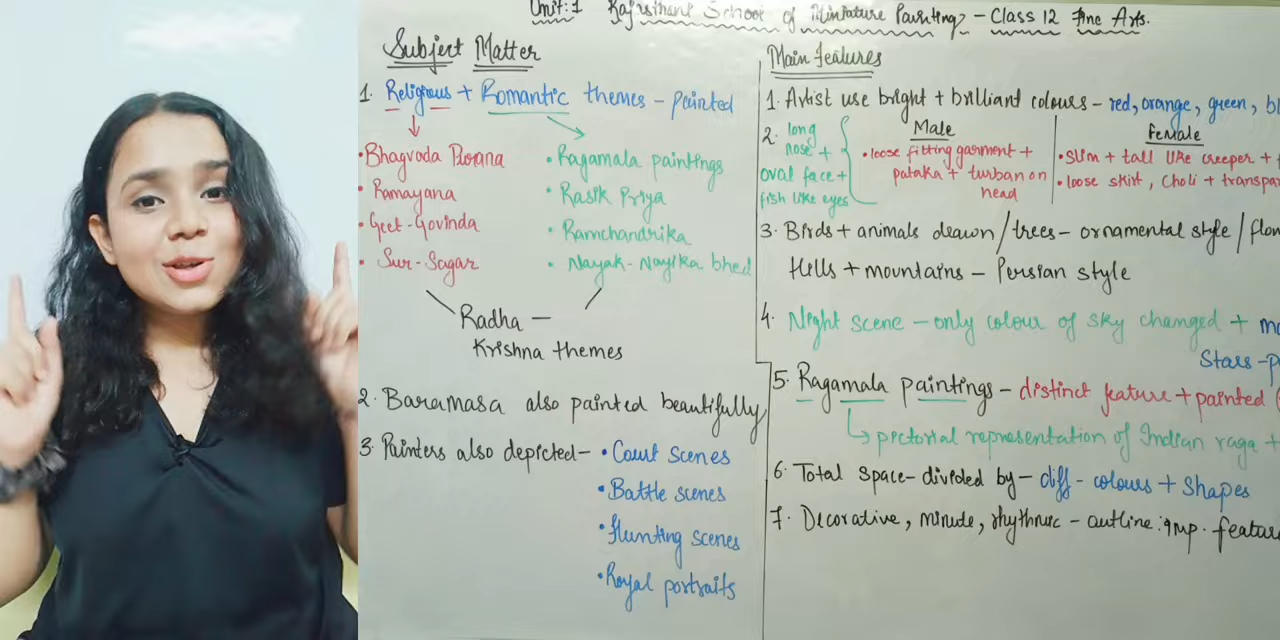 Unit:1 Rajasthani School of Miniature Painting - Class 12 Fine Arts.
Subject Matter
1. Religious + Romantic themes - painted
• Bhagvada Purana
• Ramayana
• Geet-Govinda
• Sur-Sagar
• Ragamala paintings
• Rasik Priya
• Ramchandrika
• Nayak-Nayika bhed
Radha -
Krishna themes
2. Baramasa also painted beautifully
3. Painters also depicted - • Court Scenes
• Battle scenes
• Hunting scenes
• Royal portraits
Main features
1. Artist use bright + brilliant colours - red, orange, green, bl
2. long
nose +
oval face +
fish like eyes
Male
• loose fitting garment +
pataka + turban on
head
Female
• Slim + tall like creeper + f
• loose skirt, choli + transpa
3. Birds + animals drawn / trees - ornamental style / flow
Hills + mountains - Persian style
4. Night scene - only colour of sky changed + mo
Stars - p
5. Ragamala paintings - distinct feature + painted
pictorial representation of Indian raga +
6. Total space - divided by - diff - colours + shapes
7. Decorative, minute, rhythmic - outline : imp. featur